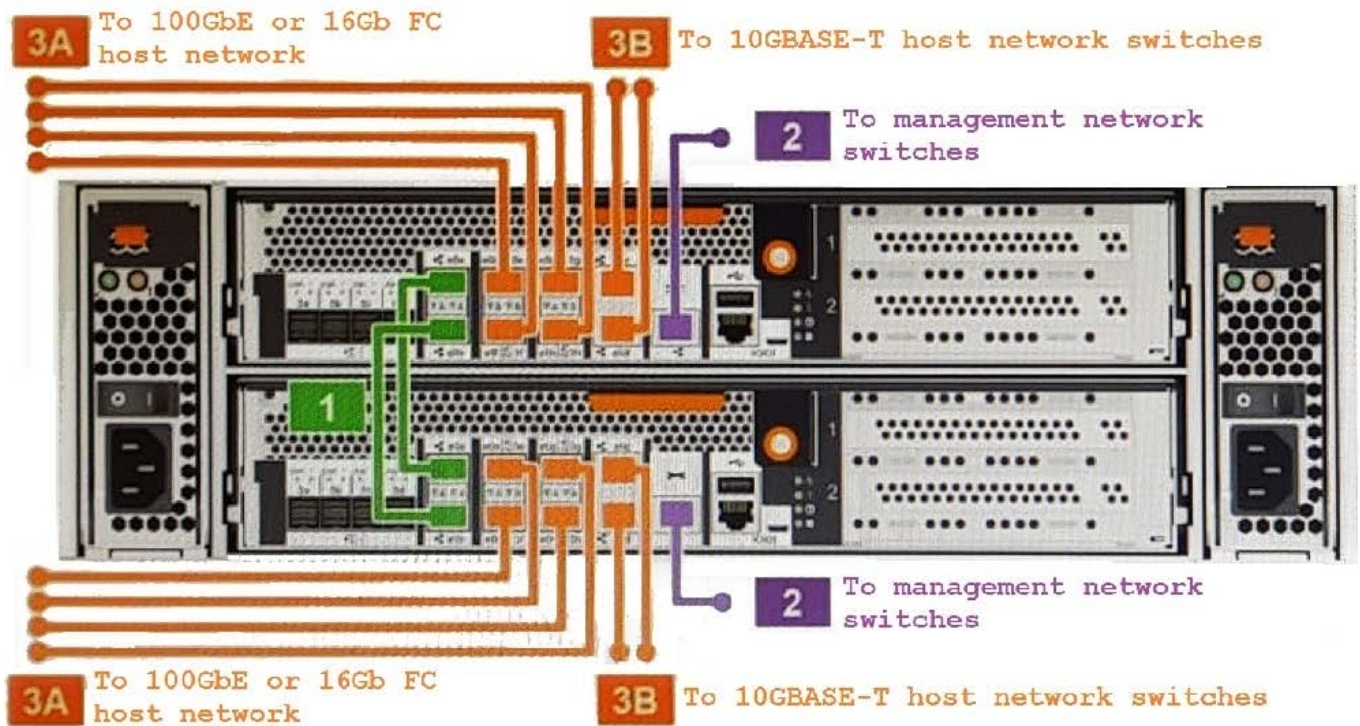 3A To 100GbE or 16Gb FC
host network
3B To 10GBASE-T host network switches
2 To management network
switches
1
2
1
1
2
2 To management network
switches
3A To 100GbE or 16Gb FC
host network
3B To 10GBASE-T host network switches